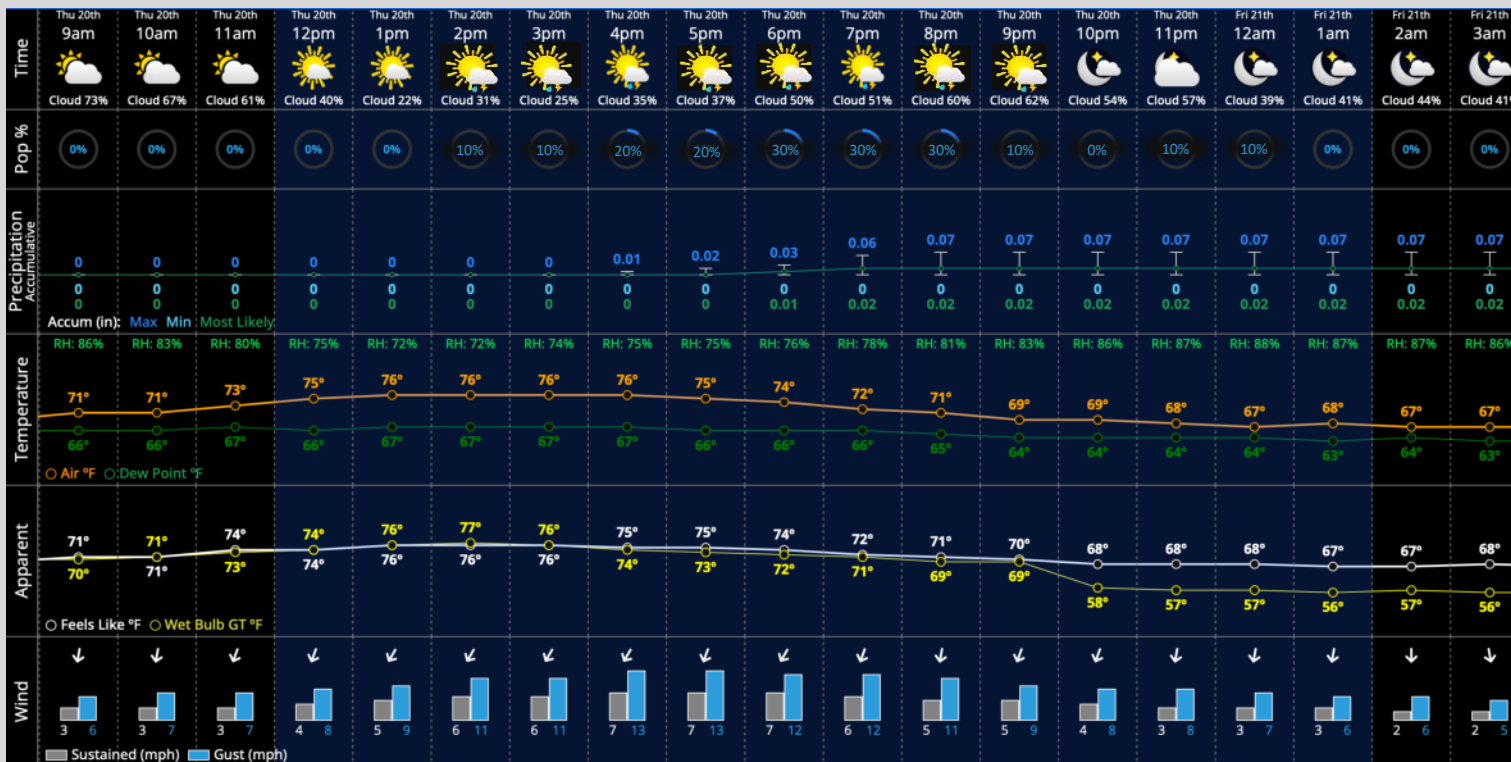 Thu 20th Thu 20th Thu 20th Thu 20th Thu 20th Thu 20th Thu 20th Thu 20th Thu 20th Thu 20th Thu 20th Thu 20th Thu 20th Thu 20th Thu 20th Fri 21th Fri 21th Fri 21th Fri 21th
Time
9am 10am 11am 12pm 1pm 2pm 3pm 4pm 5pm 6pm 7pm 8pm 9pm 10pm 11pm 12am 1am 2am 3am
Cloud 73% Cloud 67% Cloud 61% Cloud 40% Cloud 22% Cloud 31% Cloud 25% Cloud 35% Cloud 37% Cloud 50% Cloud 51% Cloud 60% Cloud 62% Cloud 54% Cloud 57% Cloud 39% Cloud 41% Cloud 44% Cloud 41%
Pop %
0% 0% 0% 0% 0% 10% 10% 20% 20% 30% 30% 30% 10% 0% 10% 10% 0% 0% 0%
Precipitation
Accumulative
0 0 0 0 0 0 0 0.01 0.02 0.03 0.06 0.07 0.07 0.07 0.07 0.07 0.07 0.07 0.07
0 0 0 0 0 0 0 0 0 0 0 0 0 0 0 0 0 0 0
0 0 0 0 0 0 0 0 0 0.01 0.02 0.02 0.02 0.02 0.02 0.02 0.02 0.02 0.02
Accum (in): Max Min Most Likely
Temperature
RH: 86% RH: 83% RH: 80% RH: 75% RH: 72% RH: 72% RH: 74% RH: 75% RH: 75% RH: 76% RH: 78% RH: 81% RH: 83% RH: 86% RH: 87% RH: 88% RH: 87% RH: 87% RH: 86%
71° 71° 73° 75° 76° 76° 76° 76° 75° 74° 72° 71° 69° 69° 68° 67° 68° 67° 67°
66° 66° 67° 66° 67° 67° 67° 67° 66° 66° 66° 65° 64° 64° 64° 64° 63° 64° 63°
Air °F Dew Point °F
Apparent
71° 71° 74° 74° 76° 77° 76° 75° 75° 74° 72° 71° 70° 68° 68° 68° 67° 67° 68°
70° 71° 73° 74° 76° 76° 76° 74° 73° 72° 71° 69° 69° 58° 57° 57° 56° 57° 56°
Feels Like °F Wet Bulb GT °F
Wind
3 6 3 7 3 7 4 8 5 9 6 11 6 11 7 13 7 13 7 12 6 12 5 11 5 9 4 8 3 8 3 7 3 6 2 6 2 5
Sustained (mph) Gust (mph)